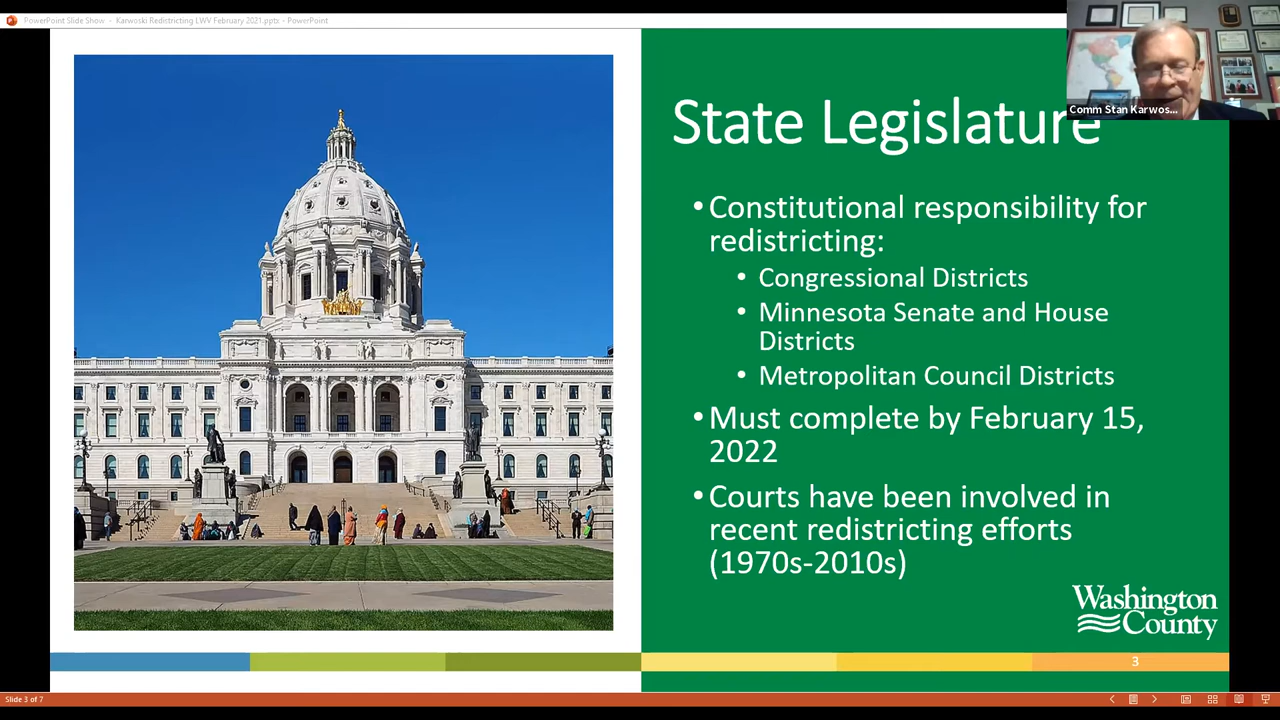 PowerPoint Slide Show - Karwoski Redistricting LWV February 2021.pptx - PowerPoint
Comm Stan Karwos...
State Legislature
•Constitutional responsibility for
redistricting:
• Congressional Districts
• Minnesota Senate and House
Districts
• Metropolitan Council Districts
•Must complete by February 15,
2022
•Courts have been involved in
recent redistricting efforts
(1970s-2010s)
Washington
County
3
Slide 3 of 7